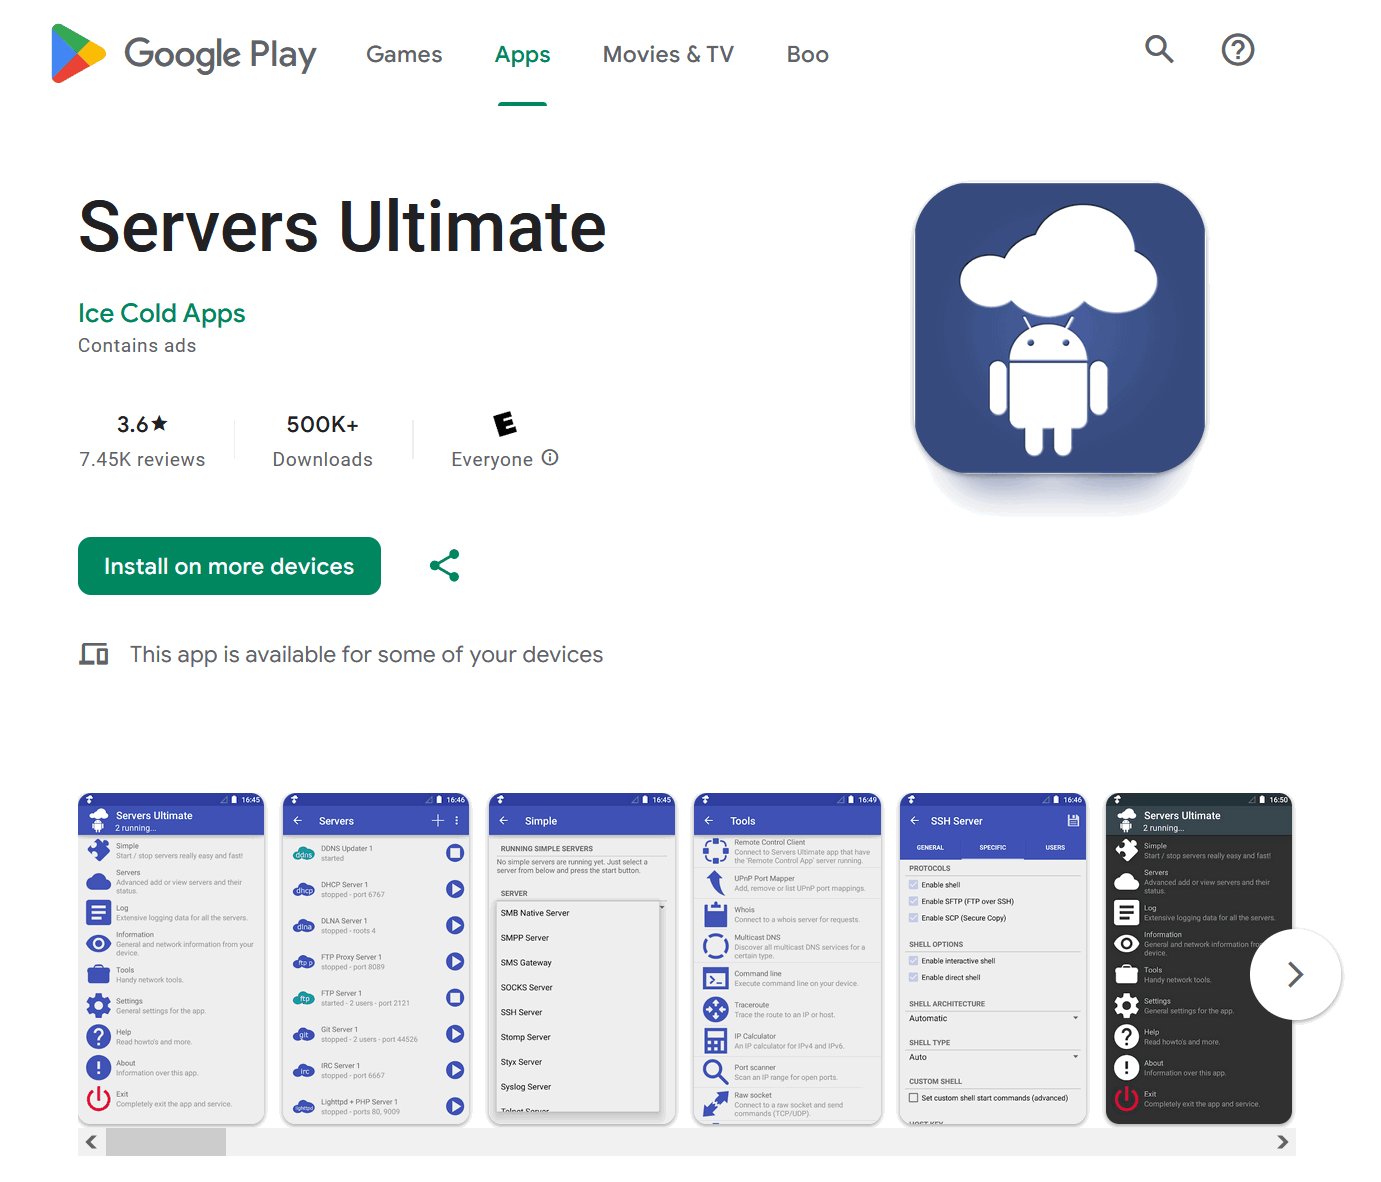 Google Play
Games
Apps
Movies & TV
Boo
Servers Ultimate
Ice Cold Apps
Contains ads
3.6★
7.45K reviews
500K+
Downloads
E
Everyone
Install on more devices
This app is available for some of your devices
16:45
Servers Ultimate
2 running...
Simple
Start / stop servers really easy and fast!
Servers
Advanced add or view servers and their
status.
Log
Extensive logging data for all the servers.
Information
General and network information from your
device.
Tools
Handy network tools.
Settings
General settings for the app.
Help
Read howto's and more.
About
Information over this app.
Exit
Completely exit the app and service.
16:46
Servers
ddns
DDNS Updater 1
started
dhcp
DHCP Server 1
stopped - port 6767
dlna
DLNA Server 1
stopped - roots 4
ftp p
FTP Proxy Server 1
stopped - port 8089
ftp
FTP Server 1
started - 2 users - port 2121
git
Git Server 1
stopped - 2 users - port 44526
irc
IRC Server 1
stopped - port 6667
lighttpd
Lighttpd + PHP Server 1
stopped - ports 80, 9009
16:45
Simple
RUNNING SIMPLE SERVERS
No simple servers are running yet. Just select a
server from below and press the start button.
SERVER
SMB Native Server
SMPP Server
SMS Gateway
SOCKS Server
SSH Server
Stomp Server
Styx Server
Syslog Server
Telnet Server
16:49
Tools
Remote Control Client
Connect to Servers Ultimate app that have
the 'Remote Control App' server running.
UPnP Port Mapper
Add, remove or list UPnP port mappings.
Whois
Connect to a whois server for requests.
Multicast DNS
Discover all multicast DNS services for a
certain type.
Command line
Execute command line on your device.
Traceroute
Trace the route to an IP or host.
IP Calculator
An IP calculator for IPv4 and IPv6.
Port scanner
Scan an IP range for open ports.
Raw socket
Connect to a raw socket and send
commands (TCP/UDP).
16:46
SSH Server
GENERAL
SPECIFIC
USERS
PROTOCOLS
Enable shell
Enable SFTP (FTP over SSH)
Enable SCP (Secure Copy)
SHELL OPTIONS
Enable interactive shell
Enable direct shell
SHELL ARCHITECTURE
Automatic
SHELL TYPE
Auto
CUSTOM SHELL
Set custom shell start commands (advanced)
HOST KEY
16:50
Servers Ultimate
2 running...
Simple
Start / stop servers really easy and fast!
Servers
Advanced add or view servers and their
status.
Log
Extensive logging data for all the servers.
Information
General and network information fro
device.
Tools
Handy network tools.
Settings
General settings for the app.
Help
Read howto's and more.
About
Information over this app.
Exit
Completely exit the app and service.